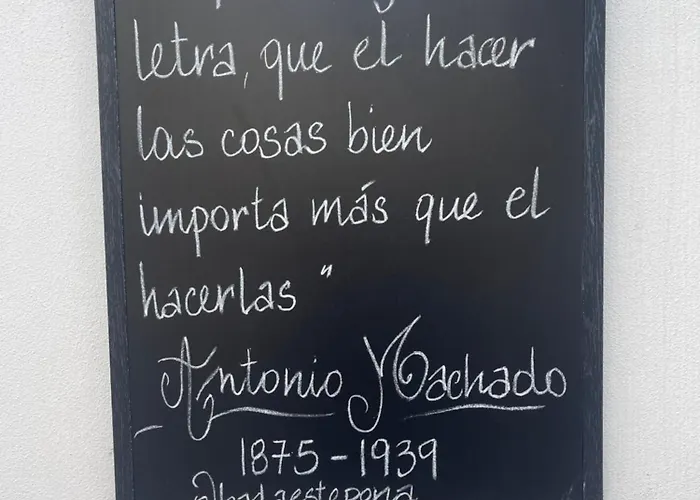 letra, que el hacer
las cosas bien
importa más que el
hacerlas"
Antonio Machado
1875-1939